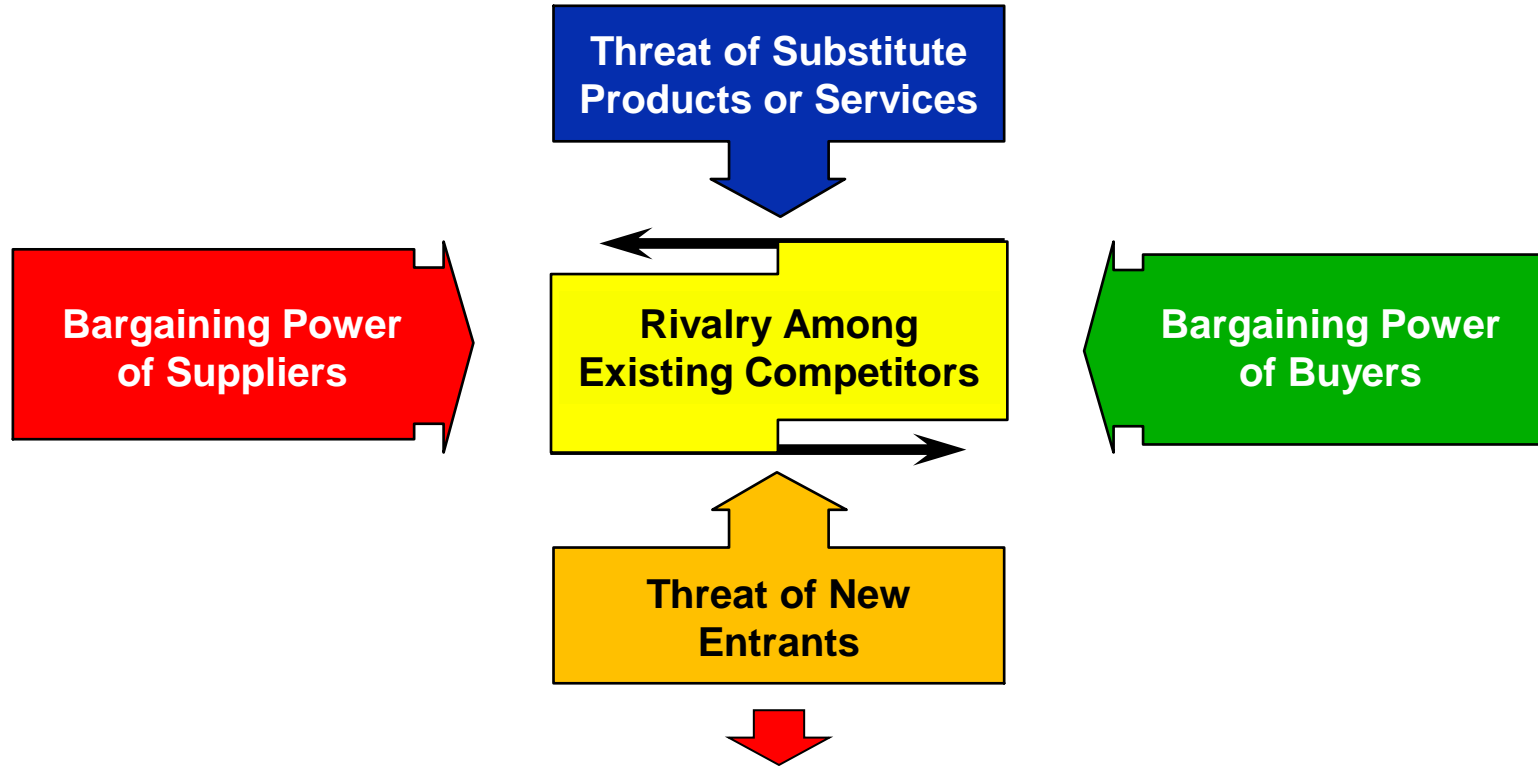 Threat of Substitute
Products or Services
Bargaining Power
of Suppliers
Rivalry Among
Existing Competitors
Bargaining Power
of Buyers
Threat of New
Entrants